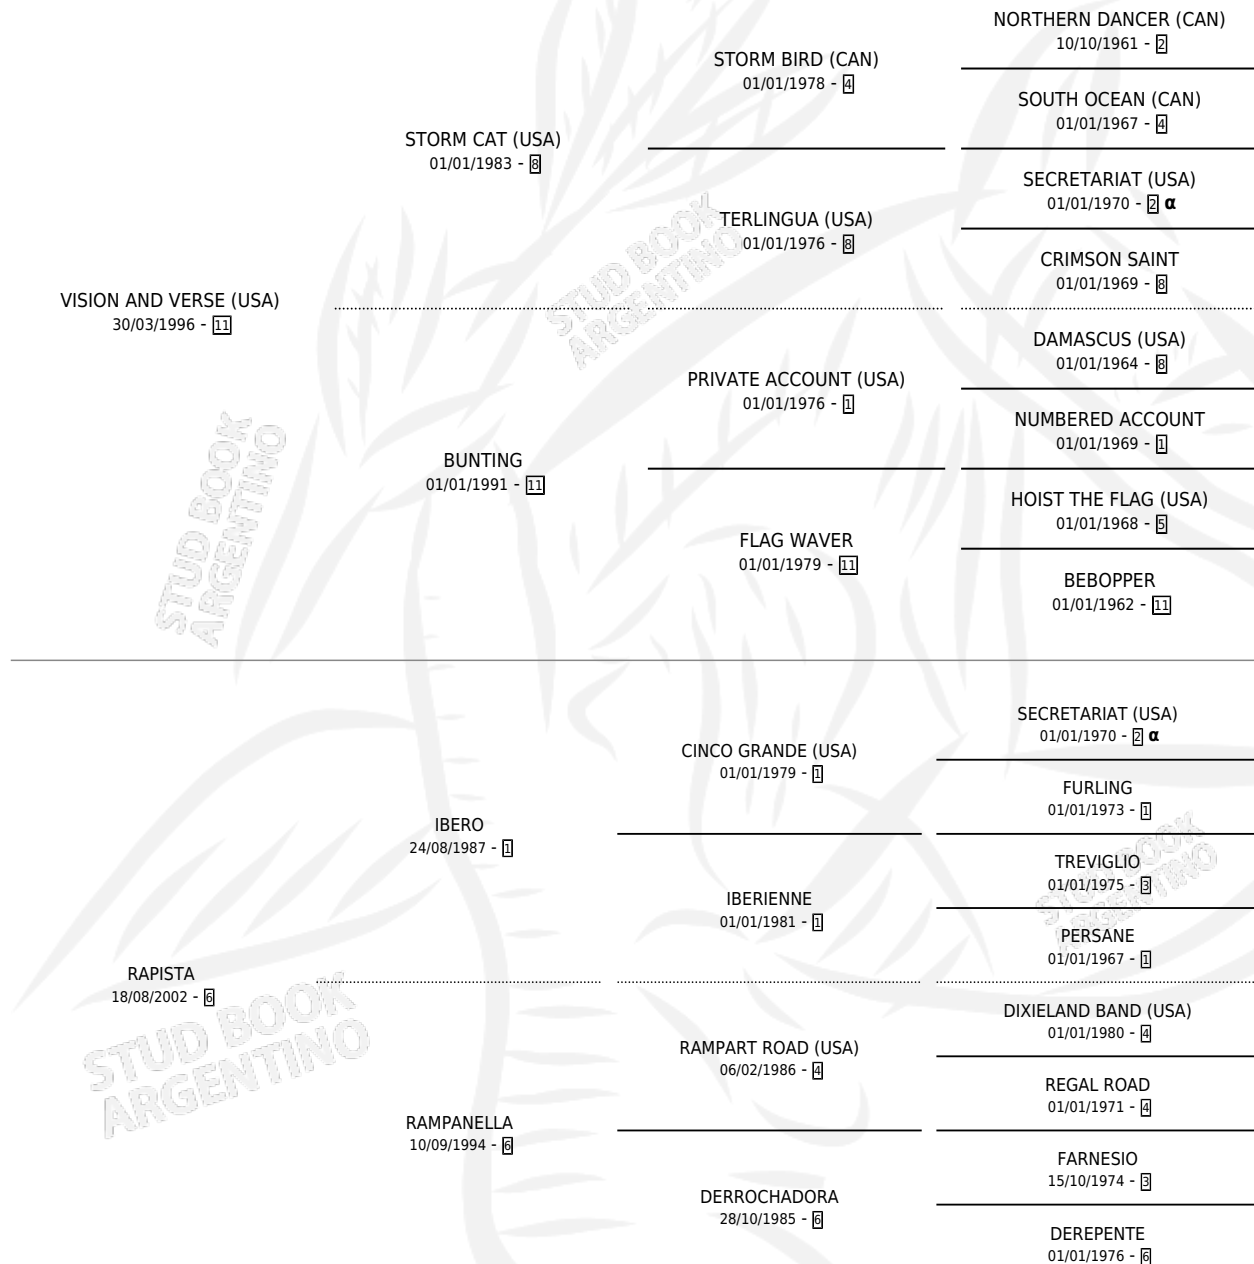 NORTHERN DANCER (CAN)
10/10/1961 - 2
STORM BIRD (CAN)
01/01/1978 - 4
SOUTH OCEAN (CAN)
01/01/1967 - 4
STORM CAT (USA)
01/01/1983 - 8
SECRETARIAT (USA)
01/01/1970 - 2 α
TERLINGUA (USA)
01/01/1976 - 8
CRIMSON SAINT
01/01/1969 - 8
VISION AND VERSE (USA)
30/03/1996 - 11
DAMASCUS (USA)
01/01/1964 - 8
PRIVATE ACCOUNT (USA)
01/01/1976 - 1
NUMBERED ACCOUNT
01/01/1969 - 1
BUNTING
01/01/1991 - 11
HOIST THE FLAG (USA)
01/01/1968 - 5
FLAG WAVER
01/01/1979 - 11
BEBOPPER
01/01/1962 - 11
SECRETARIAT (USA)
01/01/1970 - 2 α
CINCO GRANDE (USA)
01/01/1979 - 1
FURLING
01/01/1973 - 1
IBERO
24/08/1987 - 1
TREVIGLIO
01/01/1975 - 3
IBERIENNE
01/01/1981 - 1
PERSANE
01/01/1967 - 1
RAPISTA
18/08/2002 - 6
DIXIELAND BAND (USA)
01/01/1980 - 4
RAMPART ROAD (USA)
06/02/1986 - 4
REGAL ROAD
01/01/1971 - 4
RAMPANELLA
10/09/1994 - 6
FARNESIO
15/10/1974 - 3
DERROCHADORA
28/10/1985 - 6
DEREPENTE
01/01/1976 - 6
STUD BOOK
ARGENTINO
STUD BOOK
ARGENTINO
STUD BOOK
ARGENTINO
STUD BOOK
ARGENTINO